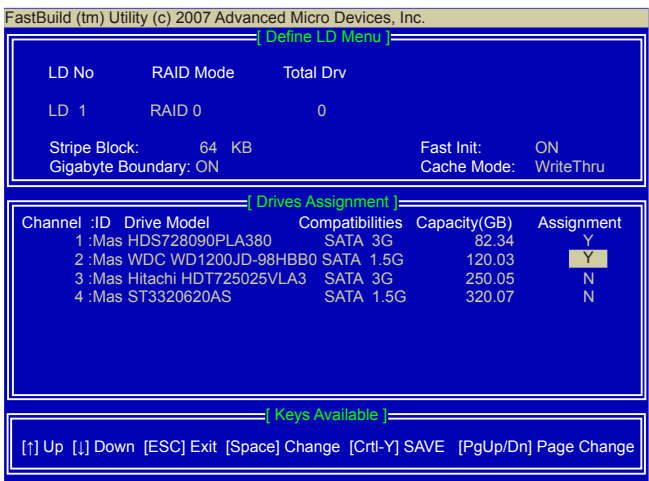 FastBuild (tm) Utility (c) 2007 Advanced Micro Devices, Inc.
[ Define LD Menu ]
LD No RAID Mode Total Drv
LD 1 RAID 0 0
Stripe Block: 64 KB Fast Init: ON
Gigabyte Boundary: ON Cache Mode: WriteThru
[ Drives Assignment ]
Channel :ID Drive Model Compatibilities Capacity(GB) Assignment
1 :Mas HDS728090PLA380 SATA 3G 82.34 Y
2 :Mas WDC WD1200JD-98HBB0 SATA 1.5G 120.03 Y
3 :Mas Hitachi HDT725025VLA3 SATA 3G 250.05 N
4 :Mas ST3320620AS SATA 1.5G 320.07 N
[ Keys Available ]
[↑] Up [↓] Down [ESC] Exit [Space] Change [Crtl-Y] SAVE [PgUp/Dn] Page Change